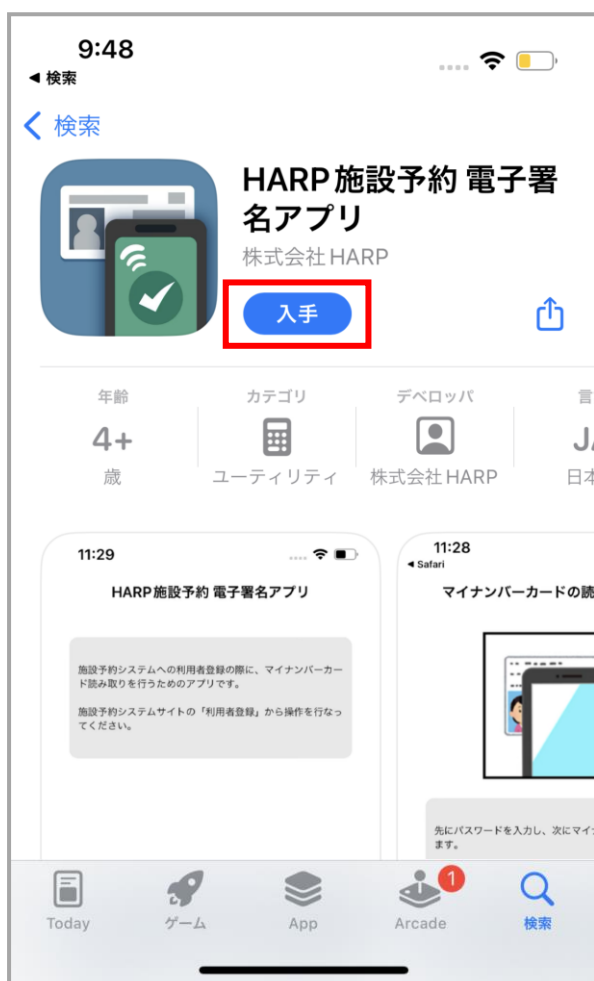 9:48
◀ 検索
検索
HARP施設予約 電子署
名アプリ
株式会社HARP
入手
年齢
カテゴリ
デベロッパ
言
4+
JA
歳
ユーティリティ
株式会社HARP
日本
11:29
HARP施設予約 電子署名アプリ
施設予約システムへの利用者登録の際に、マイナンバーカー
ド読み取りを行うためのアプリです。
施設予約システムサイトの「利用者登録」から操作を行なっ
てください。
11:28
◀ Safari
マイナンバーカードの読
先にパスワードを入力し、次にマイナ
ます。
1
Today
ゲーム
App
Arcade
検索